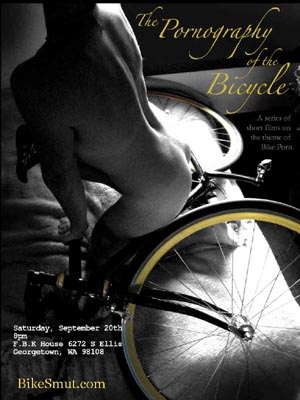 The
Pornography
of the
Bicycle
A series of
short films on
the theme of
Bike Porn
Saturday, September 20th
8pm
F.B.K House 6272 S Ellis
Georgetown, WA 98108
BikeSmut.com